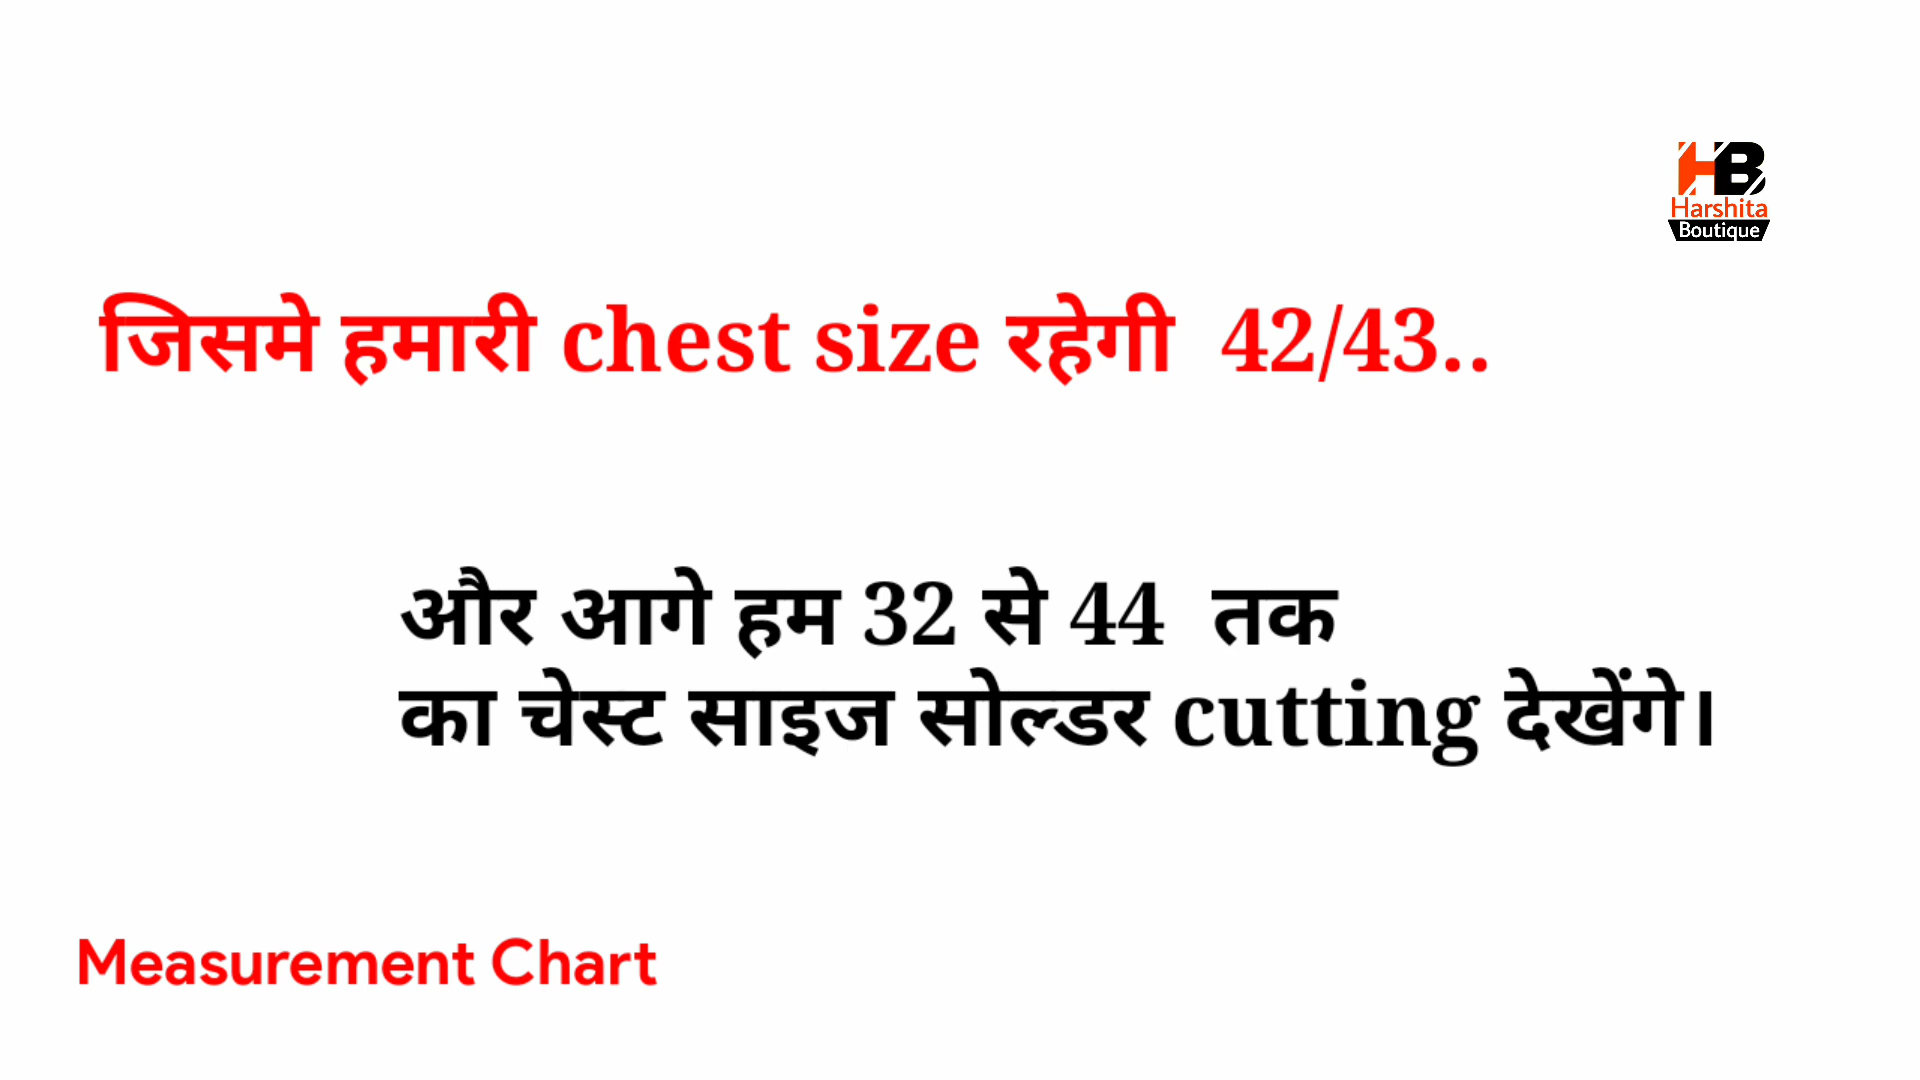 HB
Harshita
Boutique
जिसमे हमारी chest size रहेगी 42/43..
और आगे हम 32 से 44 तक
का चेस्ट साइज सोल्डर cutting देखेंगे।
Measurement Chart